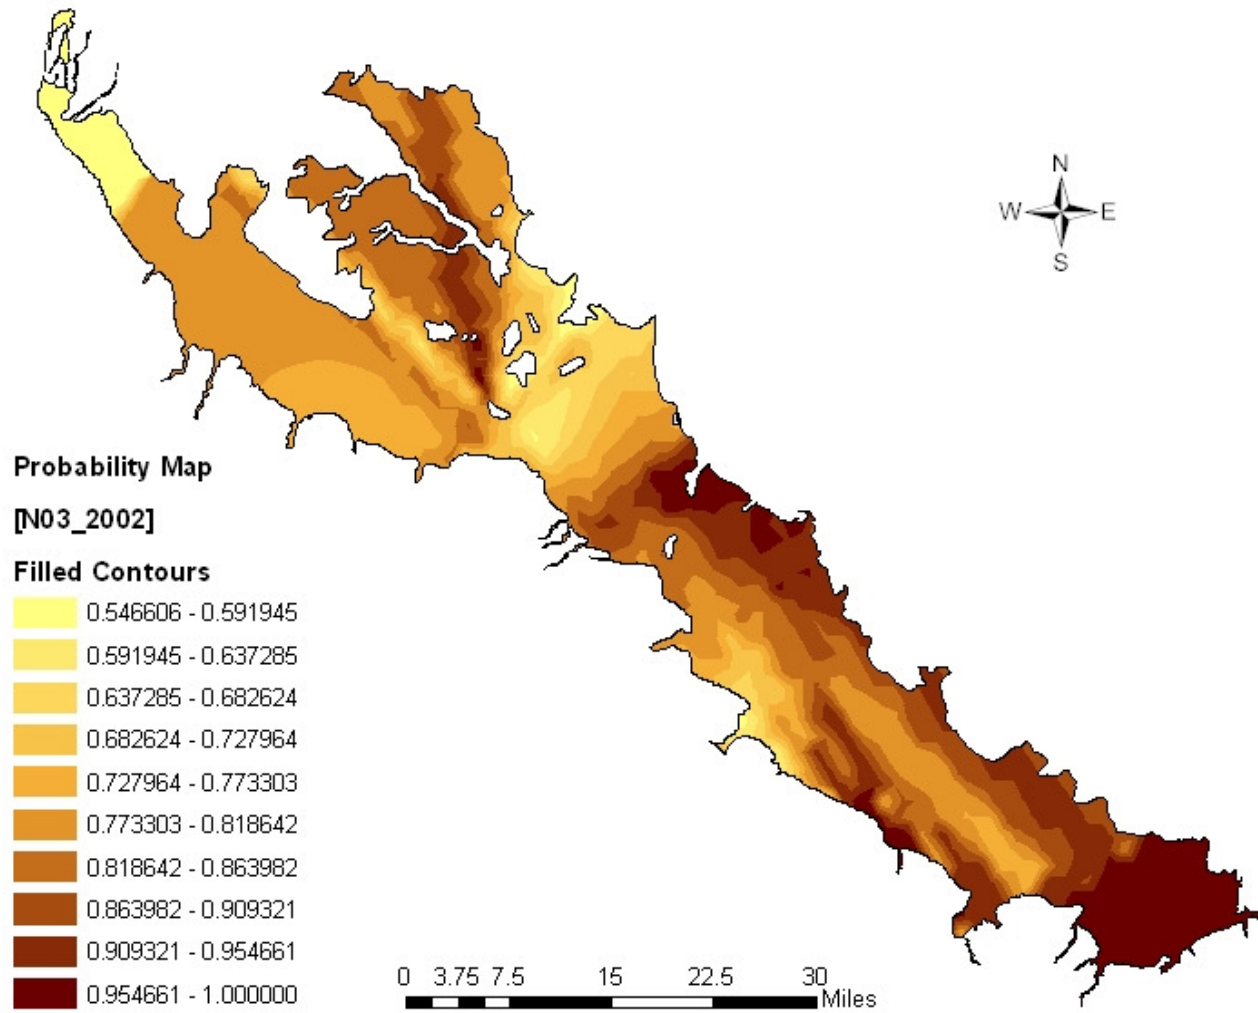 N
W E
S
Probability Map
[N03_2002]
Filled Contours
0.546606 - 0.591945
0.591945 - 0.637285
0.637285 - 0.682624
0.682624 - 0.727964
0.727964 - 0.773303
0.773303 - 0.818642
0.818642 - 0.863982
0.863982 - 0.909321
0.909321 - 0.954661
0.954661 - 1.000000
0 3.75 7.5 15 22.5 30
Miles